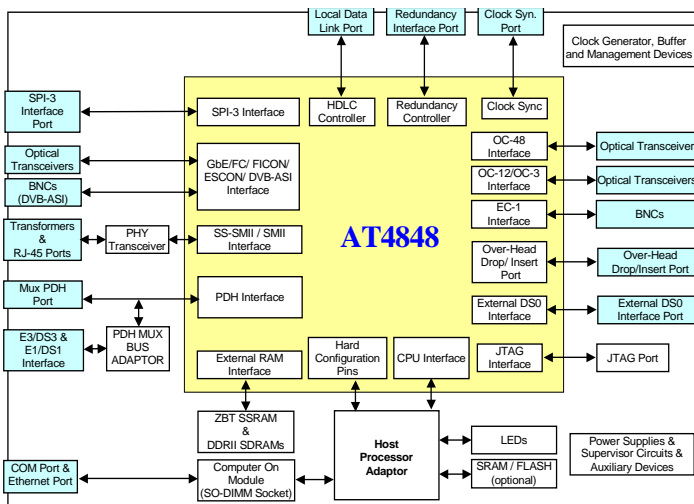 Local Data
Link Port
Redundancy
Interface Port
Clock Syn.
Port
Clock Generator, Buffer
and Management Devices
SPI-3
Interface
Port
SPI-3 Interface
HDLC
Controller
Redundancy
Controller
Clock Sync
Optical
Transceivers
BNCs
(DVB-ASI)
GbE/FC/ FICON/
ESCON/ DVB-ASI
Interface
OC-48
Interface
Optical Transceiver
OC-12/OC-3
Interface
Optical Transceivers
EC-1
Interface
BNCs
Transformers
&
RJ-45 Ports
PHY
Transceiver
SS-SMII / SMII
Interface
AT4848
Over-Head
Drop/ Insert
Port
Over-Head
Drop/Insert Port
Mux PDH
Port
PDH Interface
External DS0
Interface
External DS0
Interface Port
E3/DS3 &
E1/DS1
Interface
PDH MUX
BUS
ADAPTOR
External RAM
Interface
Hard
Configuration
Pins
CPU Interface
JTAG
Interface
JTAG Port
ZBT SSRAM
&
DDRII SDRAMs
Host
Processor
Adaptor
LEDs
SRAM / FLASH
(optional)
Power Supplies &
Supervisor Circuits &
Auxiliary Devices
COM Port &
Ethernet Port
Computer On
Module
(SO-DIMM Socket)